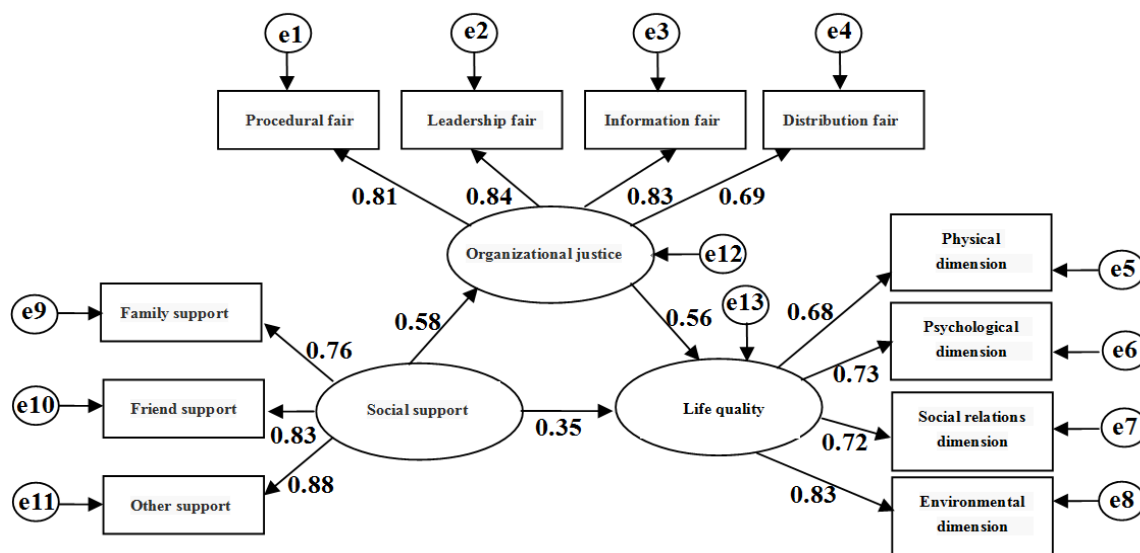 e1
e2
e3
e4
Procedural fair
Leadership fair
Information fair
Distribution fair
0.81
0.84
0.83
0.69
Organizational justice
e12
Physical
dimension
e5
e9
Family support
0.58
0.56
e13
0.68
Psychological
dimension
e6
0.76
0.73
e10
Friend support
Social support
Life quality
Social relations
dimension
e7
0.83
0.35
0.72
e11
Other support
0.88
0.83
Environmental
dimension
e8